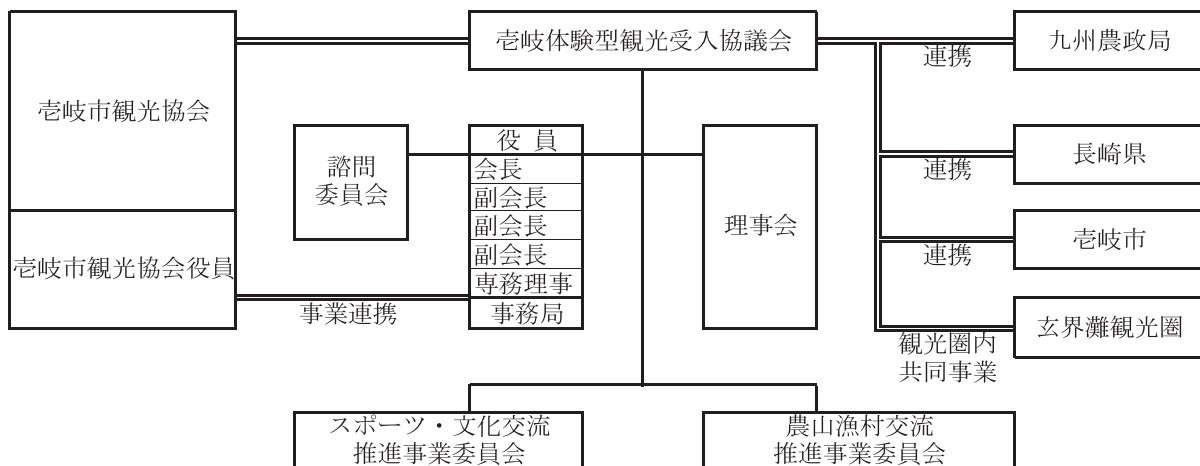 壱岐市観光協会
壱岐市観光協会役員
壱岐体験型観光受入協議会
諮問
委員会
役 員
会長
副会長
副会長
副会長
専務理事
事務局
事業連携
理事会
連携
連携
連携
観光圏内
共同事業
九州農政局
長崎県
壱岐市
玄界灘観光圏
スポーツ・文化交流
推進事業委員会
農山漁村交流
推進事業委員会